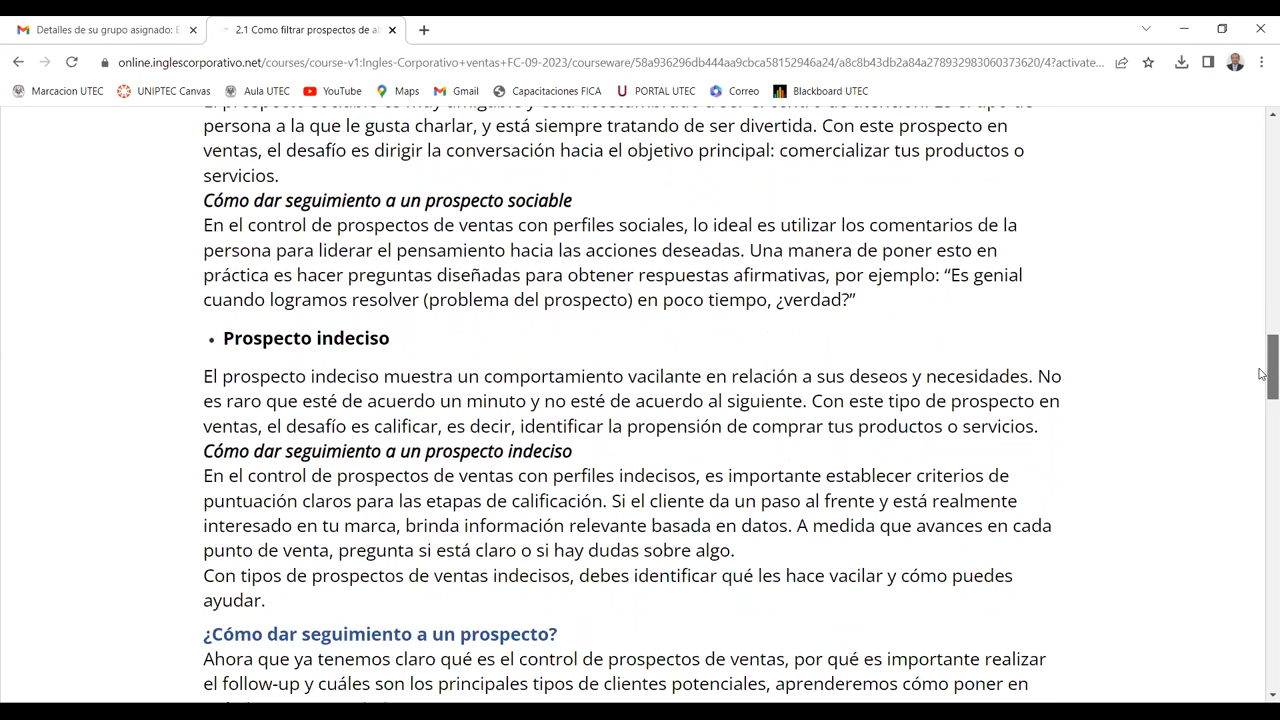 Detalles de su grupo asignado: E
2.1 Como filtrar prospectos de al
online.inglescorporativo.net/courses/course-v1:Ingles-Corporativo+ventas+FC-09-2023/courseware/58a936296db444aa9cbca58152946a24/a8c8b43db2a84a278932983060373620/4?activate...
Marcacion UTEC
UNIPTEC Canvas
Aula UTEC
YouTube
Maps
Gmail
Capacitaciones FICA
PORTAL UTEC
Correo
Blackboard UTEC
persona a la que le gusta charlar, y está siempre tratando de ser divertida. Con este prospecto en
ventas, el desafío es dirigir la conversación hacia el objetivo principal: comercializar tus productos o
servicios.
Cómo dar seguimiento a un prospecto sociable
En el control de prospectos de ventas con perfiles sociales, lo ideal es utilizar los comentarios de la
persona para liderar el pensamiento hacia las acciones deseadas. Una manera de poner esto en
práctica es hacer preguntas diseñadas para obtener respuestas afirmativas, por ejemplo: “Es genial
cuando logramos resolver (problema del prospecto) en poco tiempo, ¿verdad?”
• Prospecto indeciso
El prospecto indeciso muestra un comportamiento vacilante en relación a sus deseos y necesidades. No
es raro que esté de acuerdo un minuto y no esté de acuerdo al siguiente. Con este tipo de prospecto en
ventas, el desafío es calificar, es decir, identificar la propensión de comprar tus productos o servicios.
Cómo dar seguimiento a un prospecto indeciso
En el control de prospectos de ventas con perfiles indecisos, es importante establecer criterios de
puntuación claros para las etapas de calificación. Si el cliente da un paso al frente y está realmente
interesado en tu marca, brinda información relevante basada en datos. A medida que avances en cada
punto de venta, pregunta si está claro o si hay dudas sobre algo.
Con tipos de prospectos de ventas indecisos, debes identificar qué les hace vacilar y cómo puedes
ayudar.
¿Cómo dar seguimiento a un prospecto?
Ahora que ya tenemos claro qué es el control de prospectos de ventas, por qué es importante realizar
el follow-up y cuáles son los principales tipos de clientes potenciales, aprenderemos cómo poner en